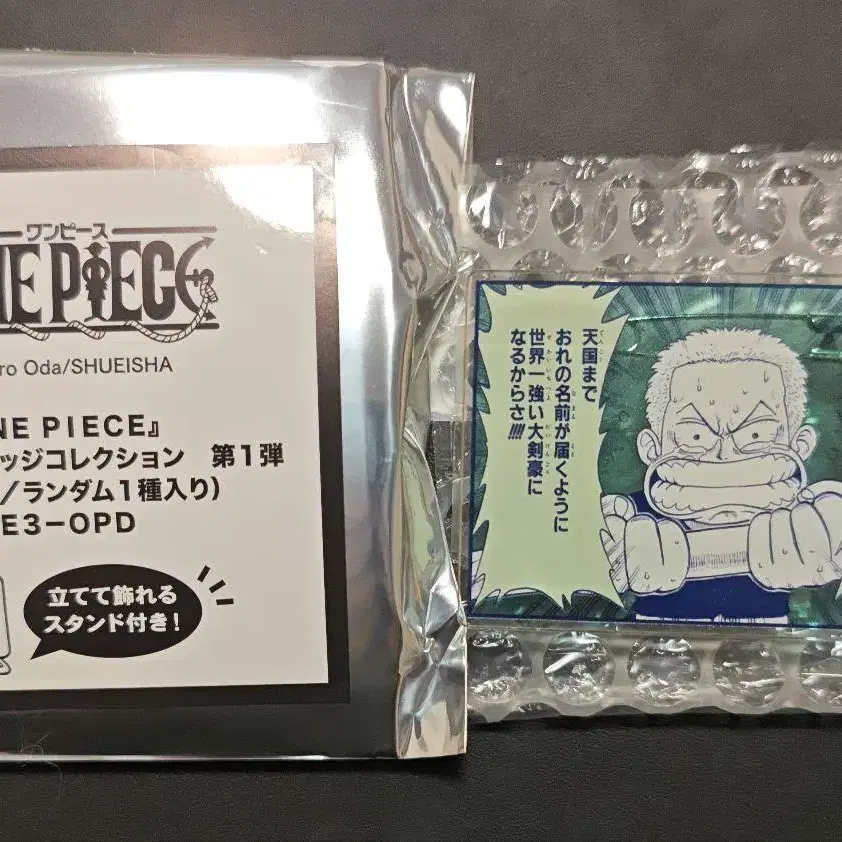 ワンピース
NE PIECE
ro Oda/SHUEISHA
NE PIECE』
ッジコレクション 第1弾
／ランダム1種入り）
E3－OPD
立てて飾れる
スタンド付き！
天国まで
おれの名前が届くように
世界一強い大剣豪に
なるからさ!!!!